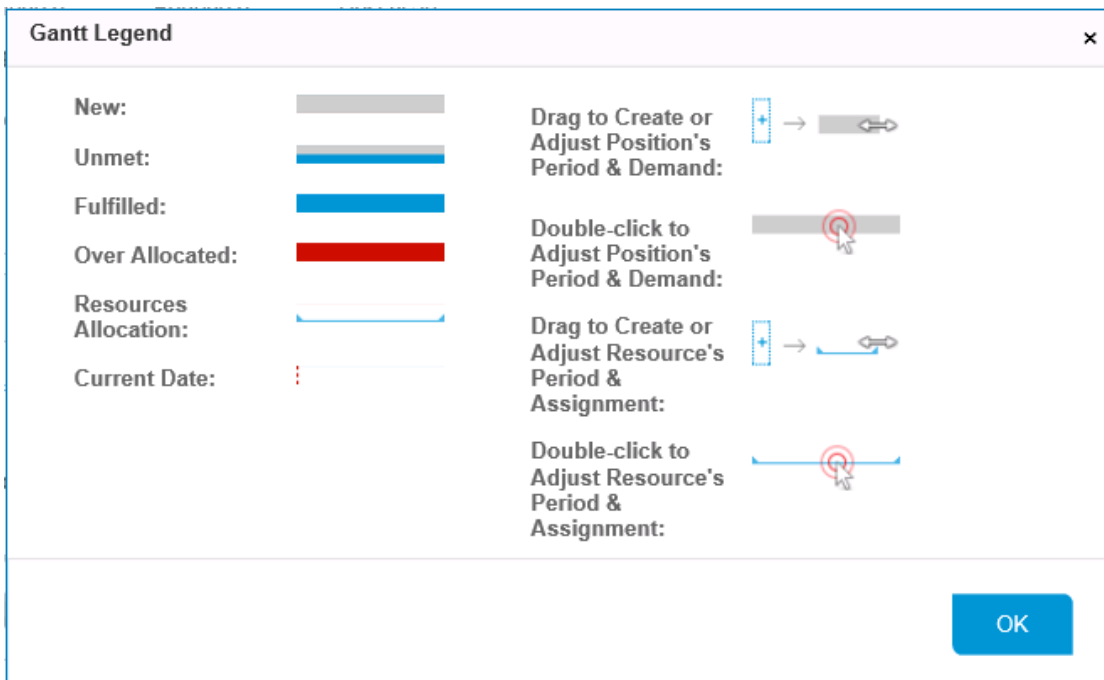 Gantt Legend
×
New:
Unmet:
Fulfilled:
Over Allocated:
Resources
Allocation:
Current Date:
Drag to Create or
Adjust Position's
Period & Demand:
Double-click to
Adjust Position's
Period & Demand:
Drag to Create or
Adjust Resource's
Period &
Assignment:
Double-click to
Adjust Resource's
Period &
Assignment:
OK